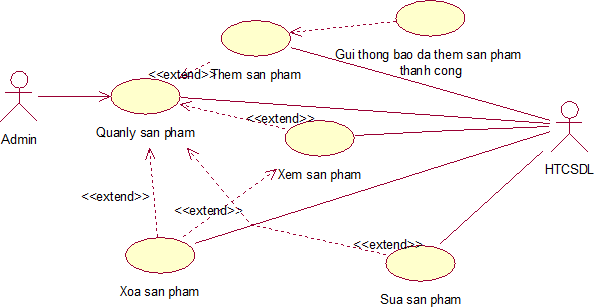 Gui thong bao da them san pham
thanh cong
<<extend>>
Them san pham
Admin
Quanly san pham
<<extend>>
HTCSDL
Xem san pham
<<extend>>
<<extend>>
<<extend>>
Xoa san pham
Sua san pham